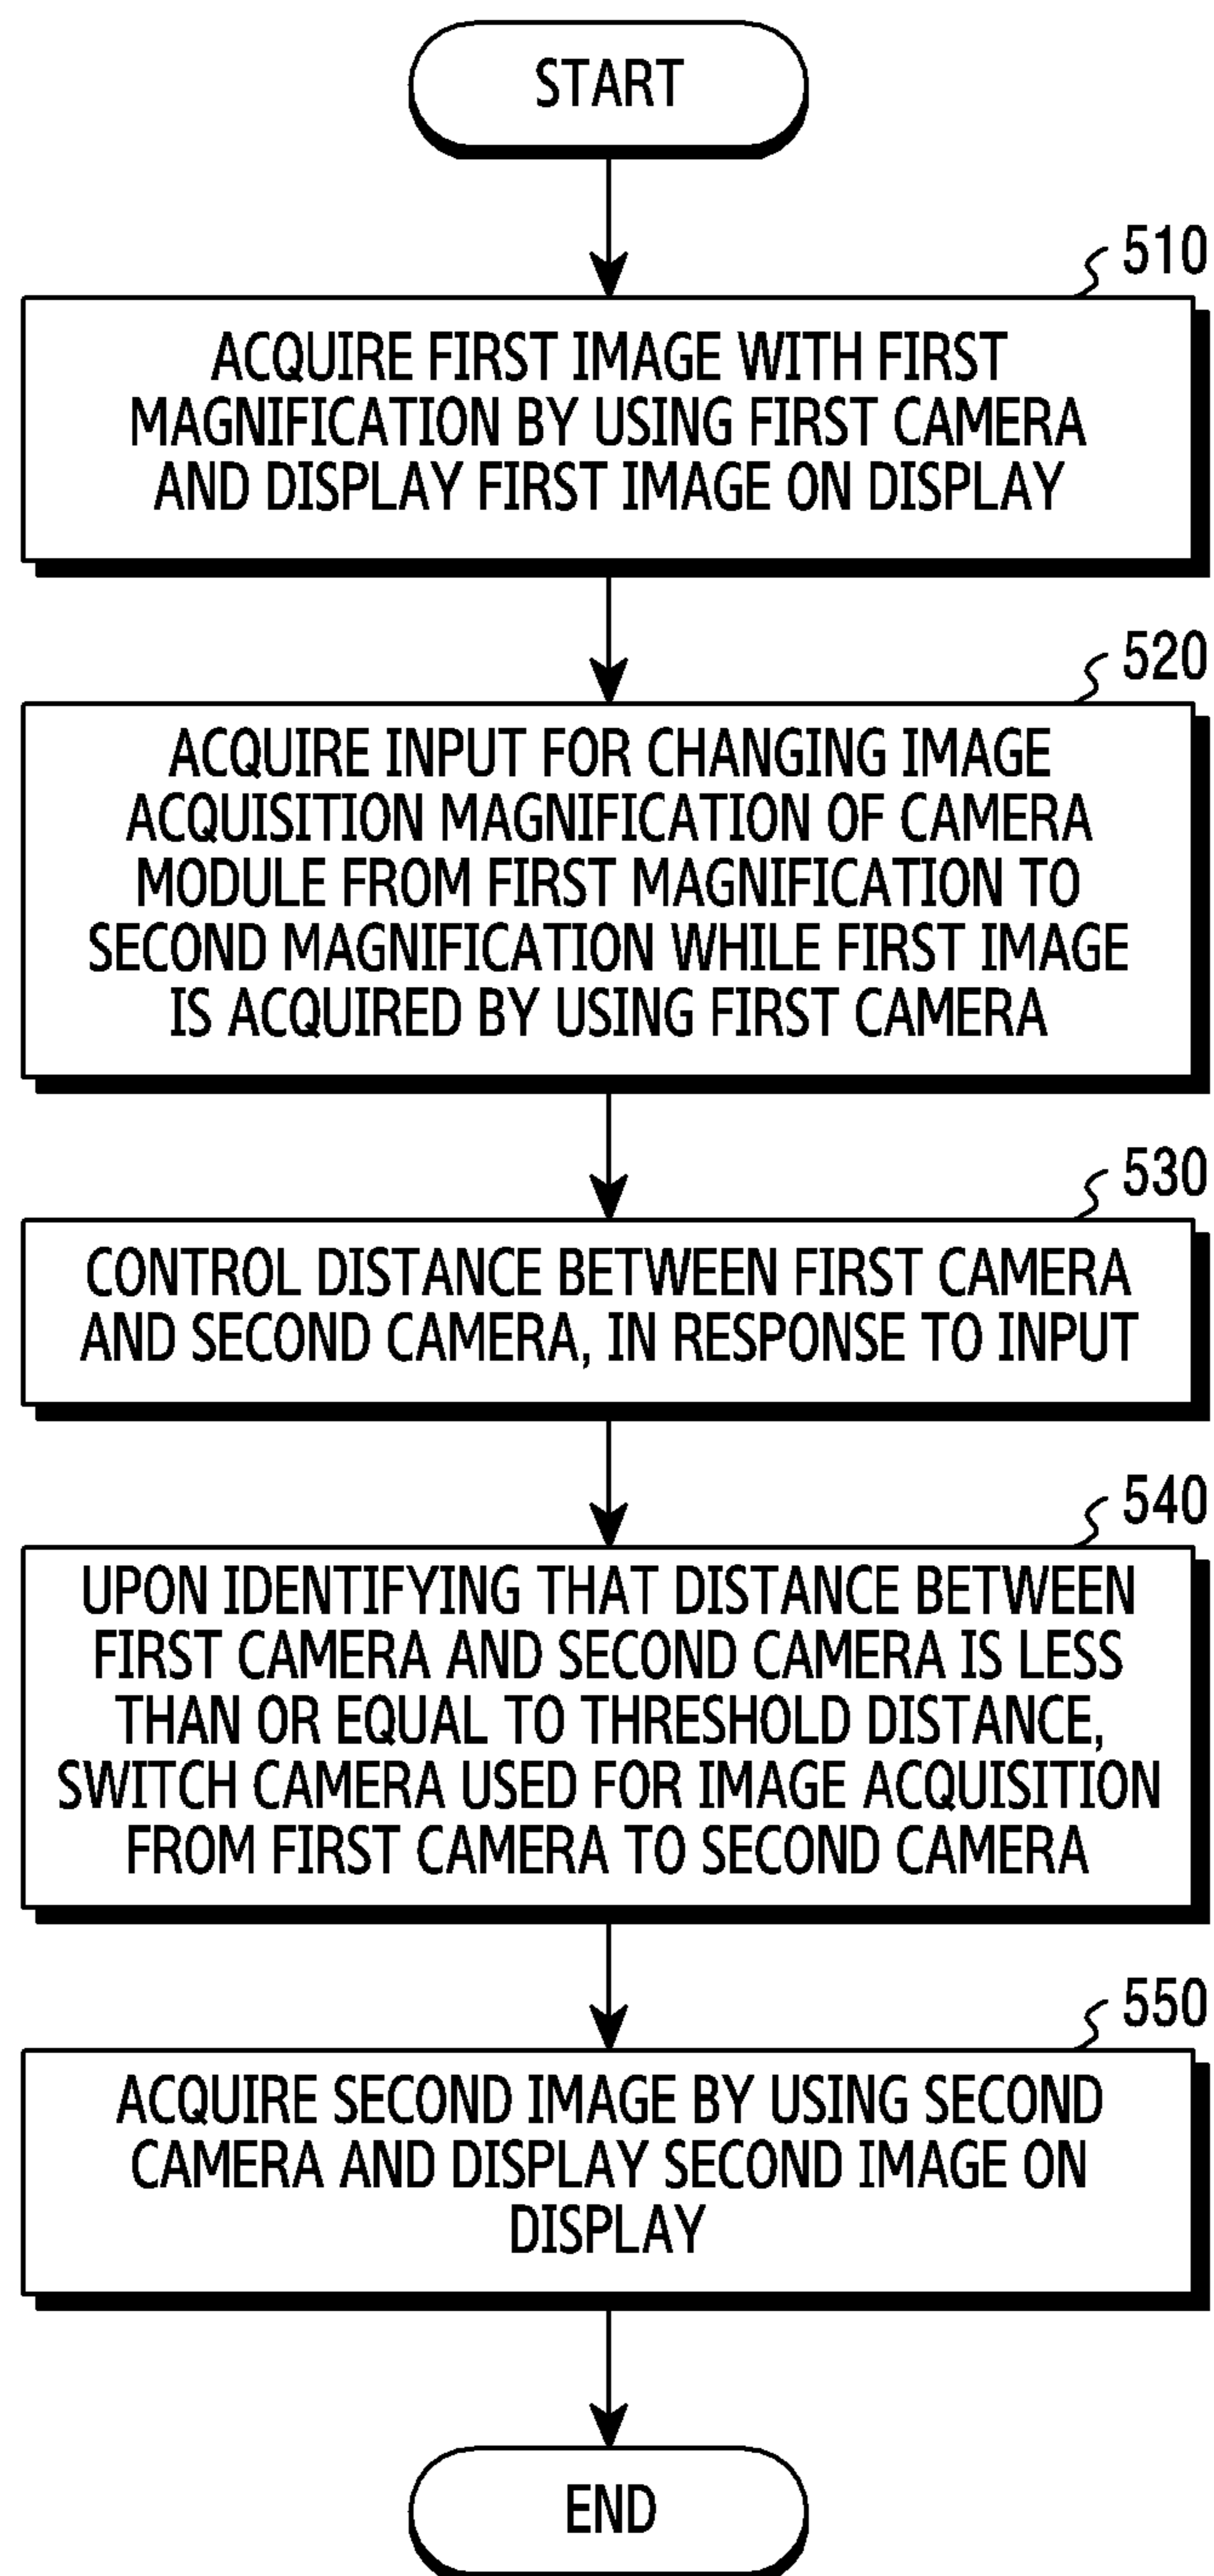 START
510
ACQUIRE FIRST IMAGE WITH FIRST
MAGNIFICATION BY USING FIRST CAMERA
AND DISPLAY FIRST IMAGE ON DISPLAY
520
ACQUIRE INPUT FOR CHANGING IMAGE
ACQUISITION MAGNIFICATION OF CAMERA
MODULE FROM FIRST MAGNIFICATION TO
SECOND MAGNIFICATION WHILE FIRST IMAGE
IS ACQUIRED BY USING FIRST CAMERA
530
CONTROL DISTANCE BETWEEN FIRST CAMERA
AND SECOND CAMERA, IN RESPONSE TO INPUT
540
UPON IDENTIFYING THAT DISTANCE BETWEEN
FIRST CAMERA AND SECOND CAMERA IS LESS
THAN OR EQUAL TO THRESHOLD DISTANCE,
SWITCH CAMERA USED FOR IMAGE ACQUISITION
FROM FIRST CAMERA TO SECOND CAMERA
550
ACQUIRE SECOND IMAGE BY USING SECOND
CAMERA AND DISPLAY SECOND IMAGE ON
DISPLAY
END